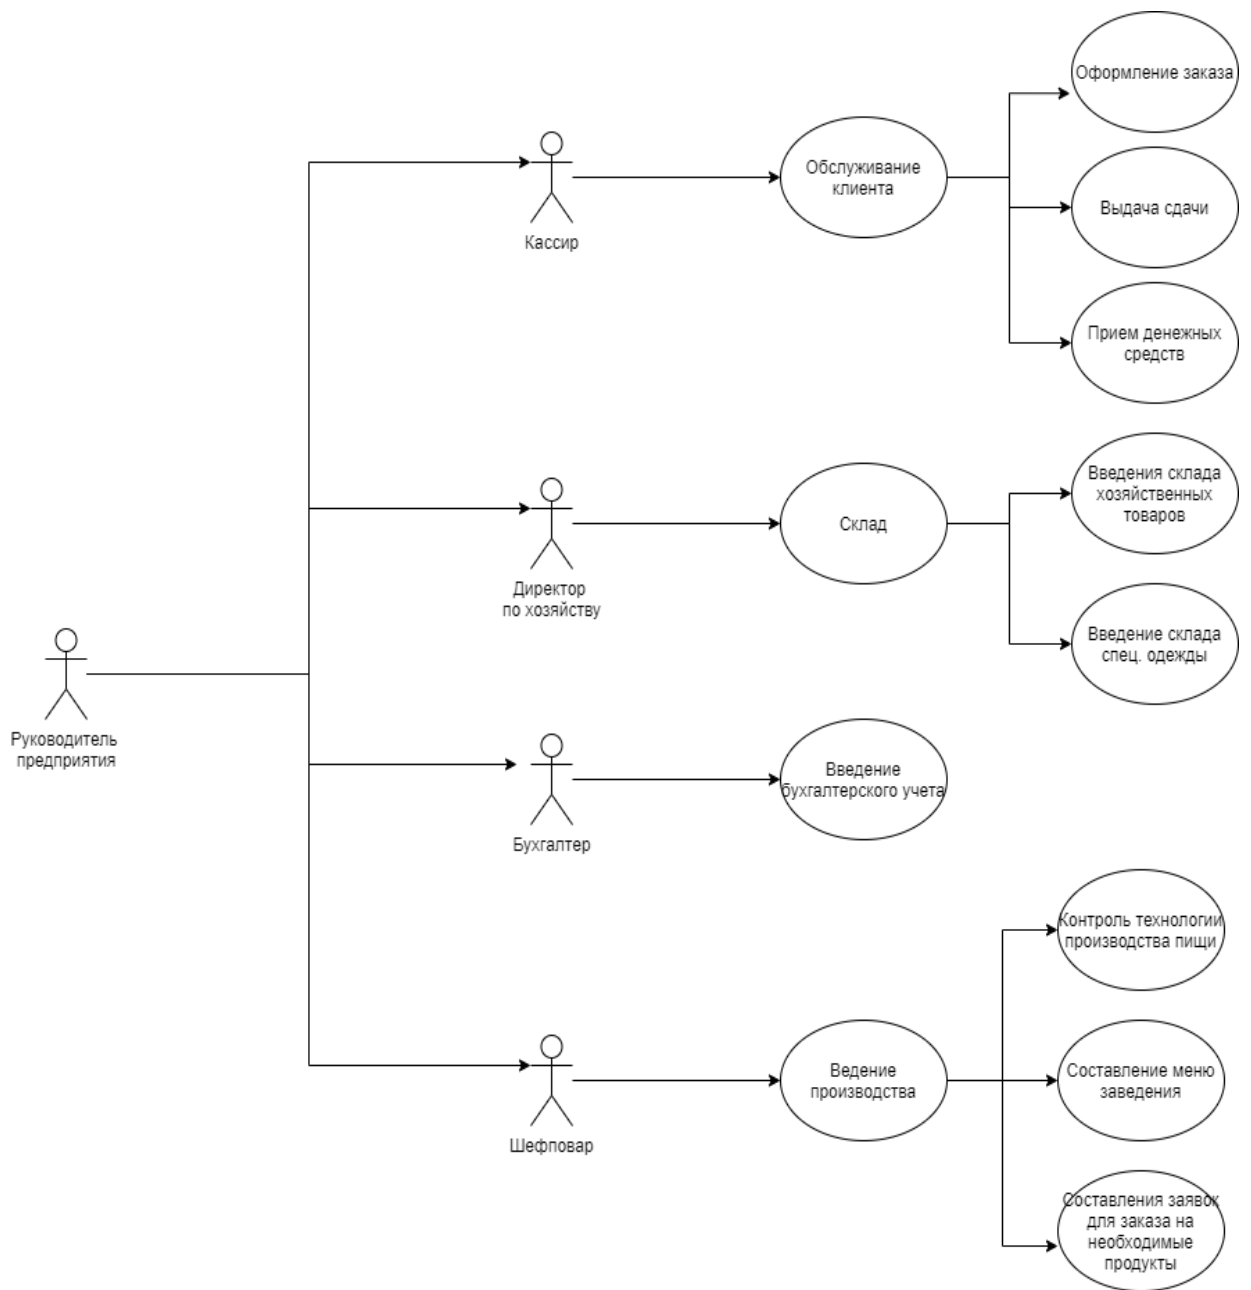 Оформление заказа
Обслуживание
клиента
Выдача сдачи
Кассир
Прием денежных
средств
Введения склада
хозяйственных
товаров
Склад
Директор
по хозяйству
Введение склада
спец. одежды
Руководитель
предприятия
Введение
бухгалтерского учета
Бухгалтер
Контроль технологии
производства пищи
Ведение
производства
Составление меню
заведения
Шефповар
Составления заявок
для заказа на
необходимые
продукты